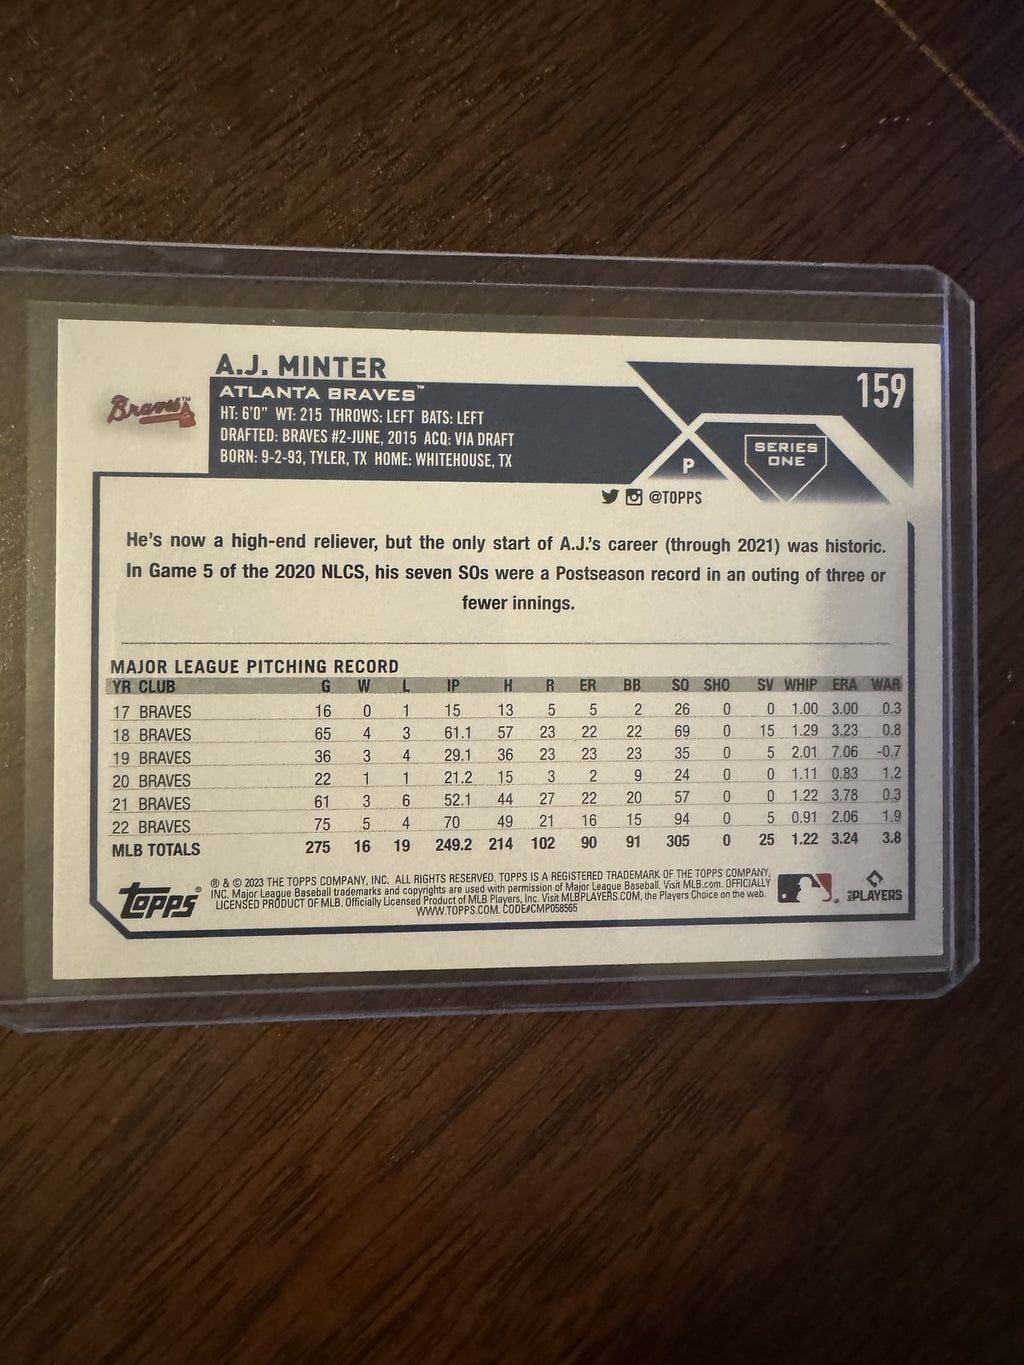 A.J. MINTER
Braves™
ATLANTA BRAVES™
HT: 6'0" WT: 215 THROWS: LEFT BATS: LEFT
DRAFTED: BRAVES #2-JUNE, 2015 ACQ: VIA DRAFT
BORN: 9-2-93, TYLER, TX HOME: WHITEHOUSE, TX
159
SERIES
ONE
P
@TOPPS
He's now a high-end reliever, but the only start of A.J.'s career (through 2021) was historic.
In Game 5 of the 2020 NLCS, his seven SOs were a Postseason record in an outing of three or
fewer innings.
MAJOR LEAGUE PITCHING RECORD
YR CLUB G W L IP H R ER BB SO SHO SV WHIP ERA WAR
17 BRAVES 16 0 1 15 13 5 5 2 26 0 0 1.00 3.00 0.3
18 BRAVES 65 4 3 61.1 57 23 22 22 69 0 15 1.29 3.23 0.8
19 BRAVES 36 3 4 29.1 36 23 23 23 35 0 5 2.01 7.06 -0.7
20 BRAVES 22 1 1 21.2 15 3 2 9 24 0 0 1.11 0.83 1.2
21 BRAVES 61 3 6 52.1 44 27 22 20 57 0 0 1.22 3.78 0.3
22 BRAVES 75 5 4 70 49 21 16 15 94 0 5 0.91 2.06 1.9
MLB TOTALS 275 16 19 249.2 214 102 90 91 305 0 25 1.22 3.24 3.8
Topps®
® & © 2023 THE TOPPS COMPANY, INC. ALL RIGHTS RESERVED. TOPPS IS A REGISTERED TRADEMARK OF THE TOPPS COMPANY,
INC. Major League Baseball trademarks and copyrights are used with permission of Major League Baseball. Visit MLB.com. OFFICIALLY
LICENSED PRODUCT OF MLB. Officially Licensed Product of MLB Players, Inc. Visit MLBPLAYERS.COM, the Players Choice on the web.
WWW.TOPPS.COM. CODE#CMP058565
MLB PLAYERS